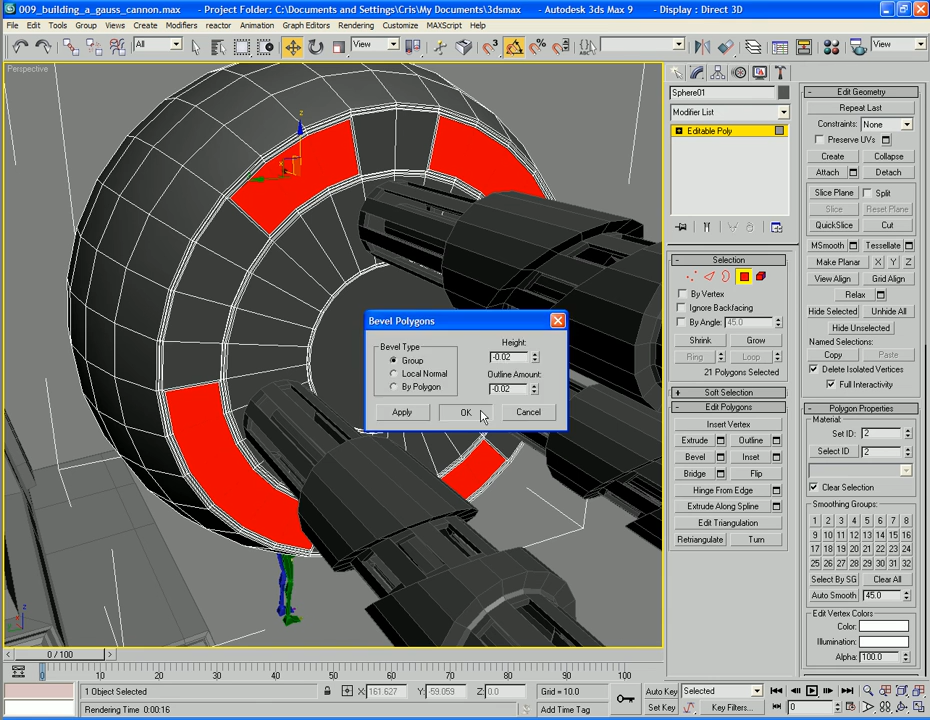 009_building_a_gauss_cannon.max - Project Folder: C:\Documents and Settings\Cris\My Documents\3dsmax - Autodesk 3ds Max 9 - Display : Direct 3D
File Edit Tools Group Views Create Modifiers reactor Animation Graph Editors Rendering Customize MAXScript Help
All View View
Perspective
Sphere01
Modifier List
Editable Poly
Selection
By Vertex
Ignore Backfacing
By Angle: 45.0
Shrink Grow
Ring Loop
21 Polygons Selected
Soft Selection
Edit Polygons
Insert Vertex
Extrude Outline
Bevel Inset
Bridge Flip
Hinge From Edge
Extrude Along Spline
Edit Triangulation
Retriangulate Turn
Edit Geometry
Repeat Last
Constraints: None
Preserve UVs
Create Collapse
Attach Detach
Slice Plane Split
Slice Reset Plane
QuickSlice Cut
MSmooth Tessellate
Make Planar X Y Z
View Align Grid Align
Relax
Hide Selected Unhide All
Hide Unselected
Named Selections:
Copy Paste
Delete Isolated Vertices
Full Interactivity
Polygon Properties
Material:
Set ID: 2
Select ID 2
Clear Selection
Smoothing Groups:
1 2 3 4 5 6 7 8
9 10 11 12 13 14 15 16
17 18 19 20 21 22 23 24
25 26 27 28 29 30 31 32
Select By SG Clear All
Auto Smooth 45.0
Edit Vertex Colors
Color:
Illumination:
Alpha: 100.0
Bevel Polygons
Bevel Type
Group
Local Normal
By Polygon
Height:
-0.02
Outline Amount:
-0.02
Apply OK Cancel
z
0 / 100
0 10 20 30 40 50 60 70 80 90 100
1 Object Selected X: 161.627 Y: -59.059 Z: 0.0 Grid = 10.0 Auto Key Selected
Rendering Time 0:00:16 Add Time Tag Set Key Key Filters... 0